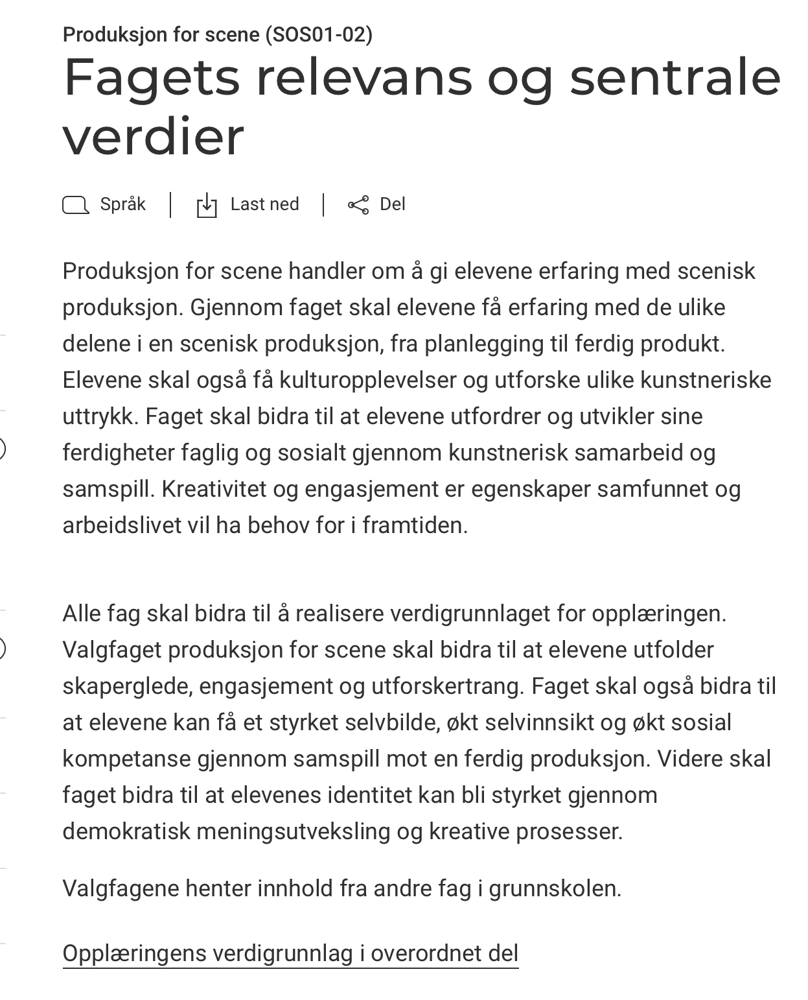 Produksjon for scene (SOS01-02)
Fagets relevans og sentrale
verdier
Språk
Last ned
Del
Produksjon for scene handler om å gi elevene erfaring med scenisk
produksjon. Gjennom faget skal elevene få erfaring med de ulike
delene i en scenisk produksjon, fra planlegging til ferdig produkt.
Elevene skal også få kulturopplevelser og utforske ulike kunstneriske
uttrykk. Faget skal bidra til at elevene utfordrer og utvikler sine
ferdigheter faglig og sosialt gjennom kunstnerisk samarbeid og
samspill. Kreativitet og engasjement er egenskaper samfunnet og
arbeidslivet vil ha behov for i framtiden.
Alle fag skal bidra til å realisere verdigrunnlaget for opplæringen.
Valgfaget produksjon for scene skal bidra til at elevene utfolder
skaperglede, engasjement og utforskertrang. Faget skal også bidra til
at elevene kan få et styrket selvbilde, økt selvinnsikt og økt sosial
kompetanse gjennom samspill mot en ferdig produksjon. Videre skal
faget bidra til at elevenes identitet kan bli styrket gjennom
demokratisk meningsutveksling og kreative prosesser.
Valgfagene henter innhold fra andre fag i grunnskolen.
Opplæringens verdigrunnlag i overordnet del